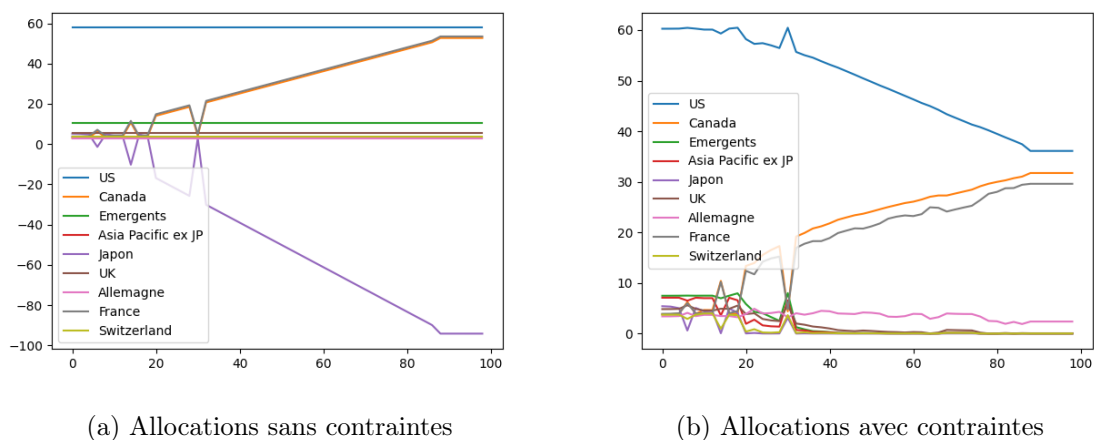 60
40
20
0
−20
−40
−60
−80
−100
0
20
40
60
80
100
US
Canada
Emergents
Asia Pacific ex JP
Japon
UK
Allemagne
France
Switzerland
(a) Allocations sans contraintes
60
50
40
30
20
10
0
0
20
40
60
80
100
US
Canada
Emergents
Asia Pacific ex JP
Japon
UK
Allemagne
France
Switzerland
(b) Allocations avec contraintes